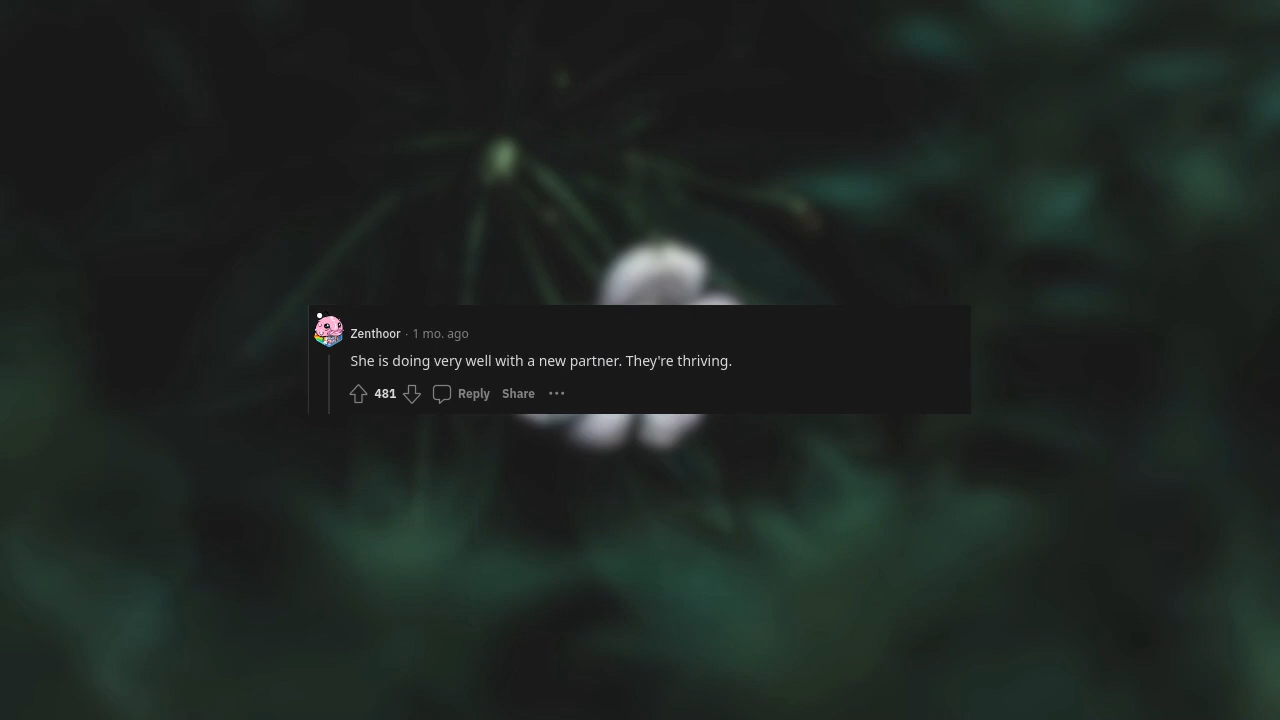 Zenthoor · 1 mo. ago
She is doing very well with a new partner. They're thriving.
481 Reply Share ···